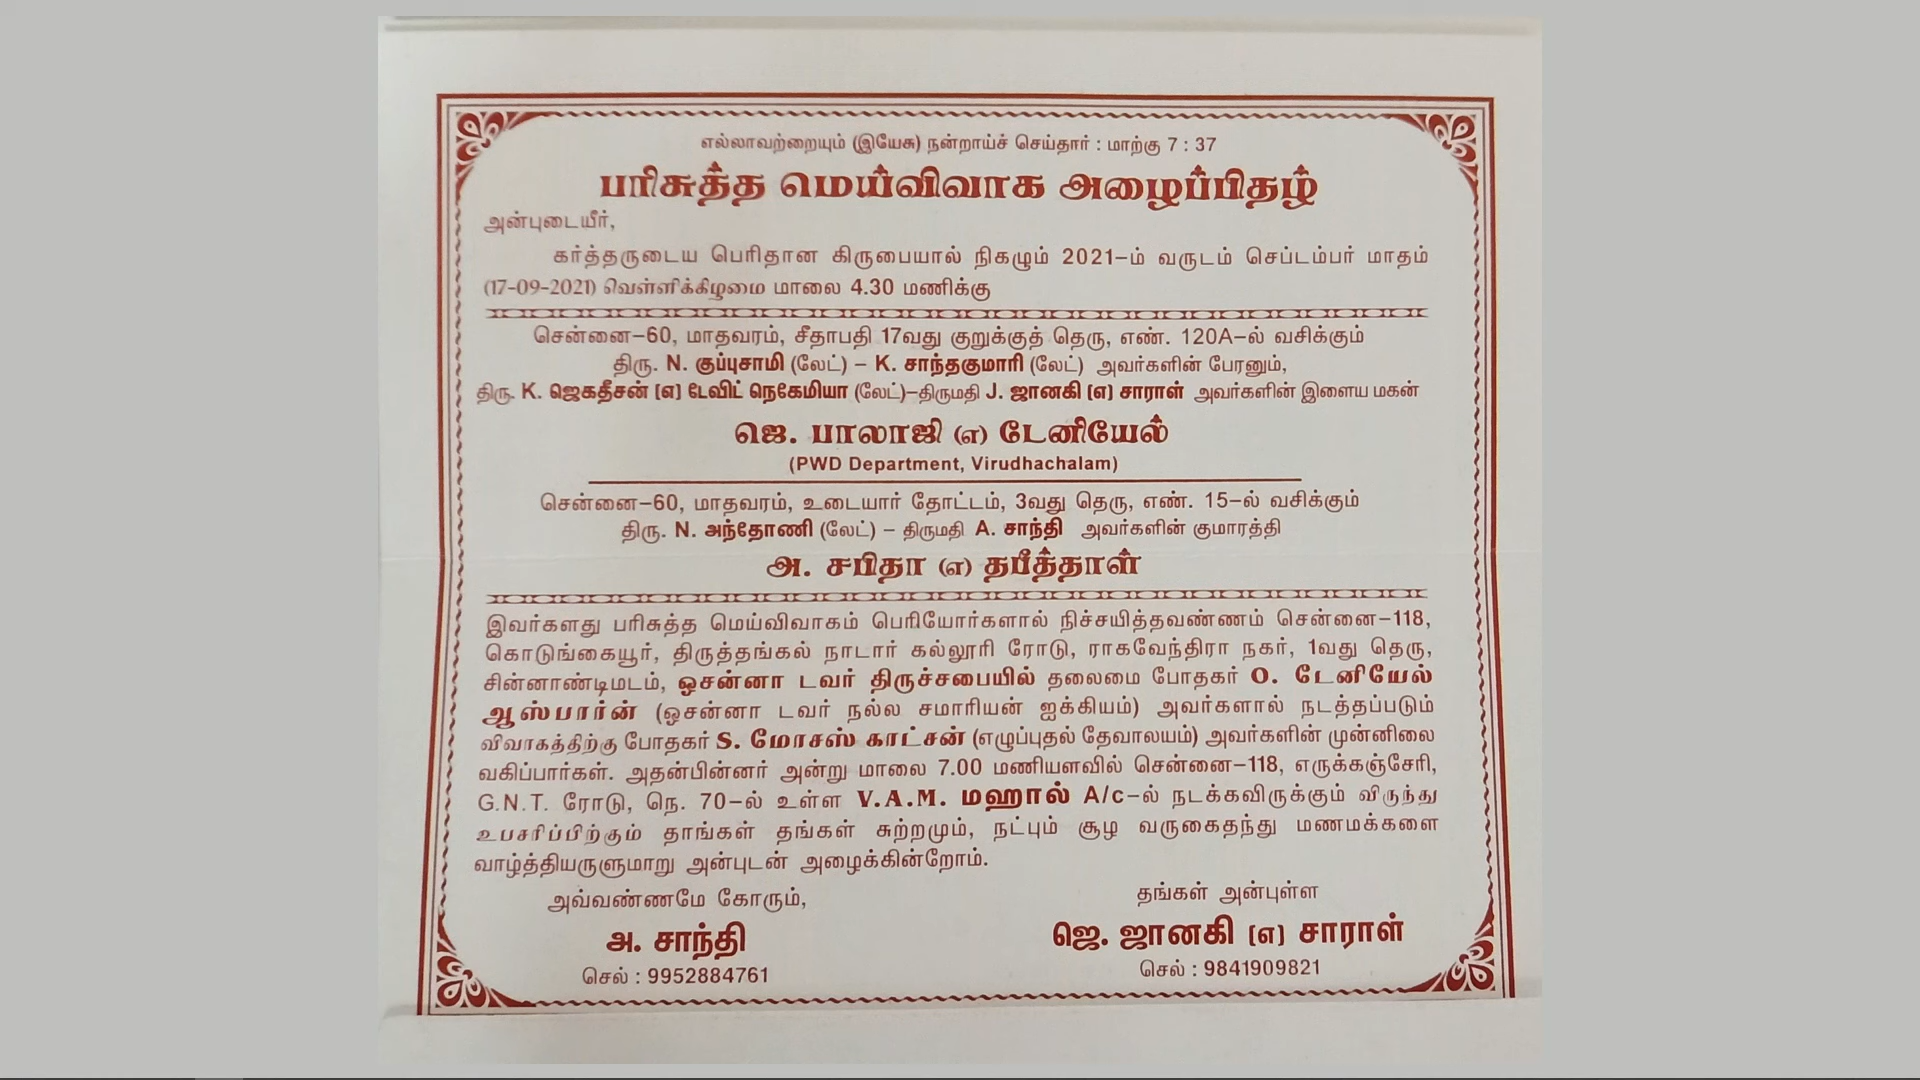 எல்லாவற்றையும் (இயேசு) நன்றாய்ச் செய்தார் : மாற்கு 7 : 37
பரிசுத்த மெய்விவாக அழைப்பிதழ்
அன்புடையீர்,
கர்த்தருடைய பெரிதான கிருபையால் நிகழும் 2021–ம் வருடம் செப்டம்பர் மாதம்
(17-09-2021) வெள்ளிக்கிழமை மாலை 4.30 மணிக்கு
சென்னை–60, மாதவரம், சீதாபதி 17வது குறுக்குத் தெரு, எண். 120A–ல் வசிக்கும்
திரு. N. குப்புசாமி (லேட்) – K. சாந்தகுமாரி (லேட்) அவர்களின் பேரனும்,
திரு. K. ஜெகதீசன் (எ) டேவிட் நெகேமியா (லேட்)–திருமதி J. ஜானகி (எ) சாராள் அவர்களின் இளைய மகன்
ஜெ. பாலாஜி (எ) டேனியேல்
(PWD Department, Virudhachalam)
சென்னை–60, மாதவரம், உடையார் தோட்டம், 3வது தெரு, எண். 15–ல் வசிக்கும்
திரு. N. அந்தோணி (லேட்) – திருமதி A. சாந்தி அவர்களின் குமாரத்தி
அ. சபிதா (எ) தபீத்தாள்
இவர்களது பரிசுத்த மெய்விவாகம் பெரியோர்களால் நிச்சயித்தவண்ணம் சென்னை–118,
கொடுங்கையூர், திருத்தங்கல் நாடார் கல்லூரி ரோடு, ராகவேந்திரா நகர், 1வது தெரு,
சின்னாண்டிமடம், ஓசன்னா டவர் திருச்சபையில் தலைமை போதகர் O. டேனியேல்
ஆஸ்பார்ன் (ஓசன்னா டவர் நல்ல சமாரியன் ஐக்கியம்) அவர்களால் நடத்தப்படும்
விவாகத்திற்கு போதகர் S. மோசஸ் காட்சன் (எழுப்புதல் தேவாலயம்) அவர்களின் முன்னிலை
வகிப்பார்கள். அதன்பின்னர் அன்று மாலை 7.00 மணியளவில் சென்னை–118, எருக்கஞ்சேரி,
G.N.T. ரோடு, நெ. 70–ல் உள்ள V.A.M. மஹால் A/c–ல் நடக்கவிருக்கும் விருந்து
உபசரிப்பிற்கும் தாங்கள் தங்கள் சுற்றமும், நட்பும் சூழ வருகைதந்து மணமக்களை
வாழ்த்தியருளுமாறு அன்புடன் அழைக்கின்றோம்.
அவ்வண்ணமே கோரும்,
அ. சாந்தி
செல் : 9952884761
தங்கள் அன்புள்ள
ஜெ. ஜானகி (எ) சாராள்
செல் : 9841909821